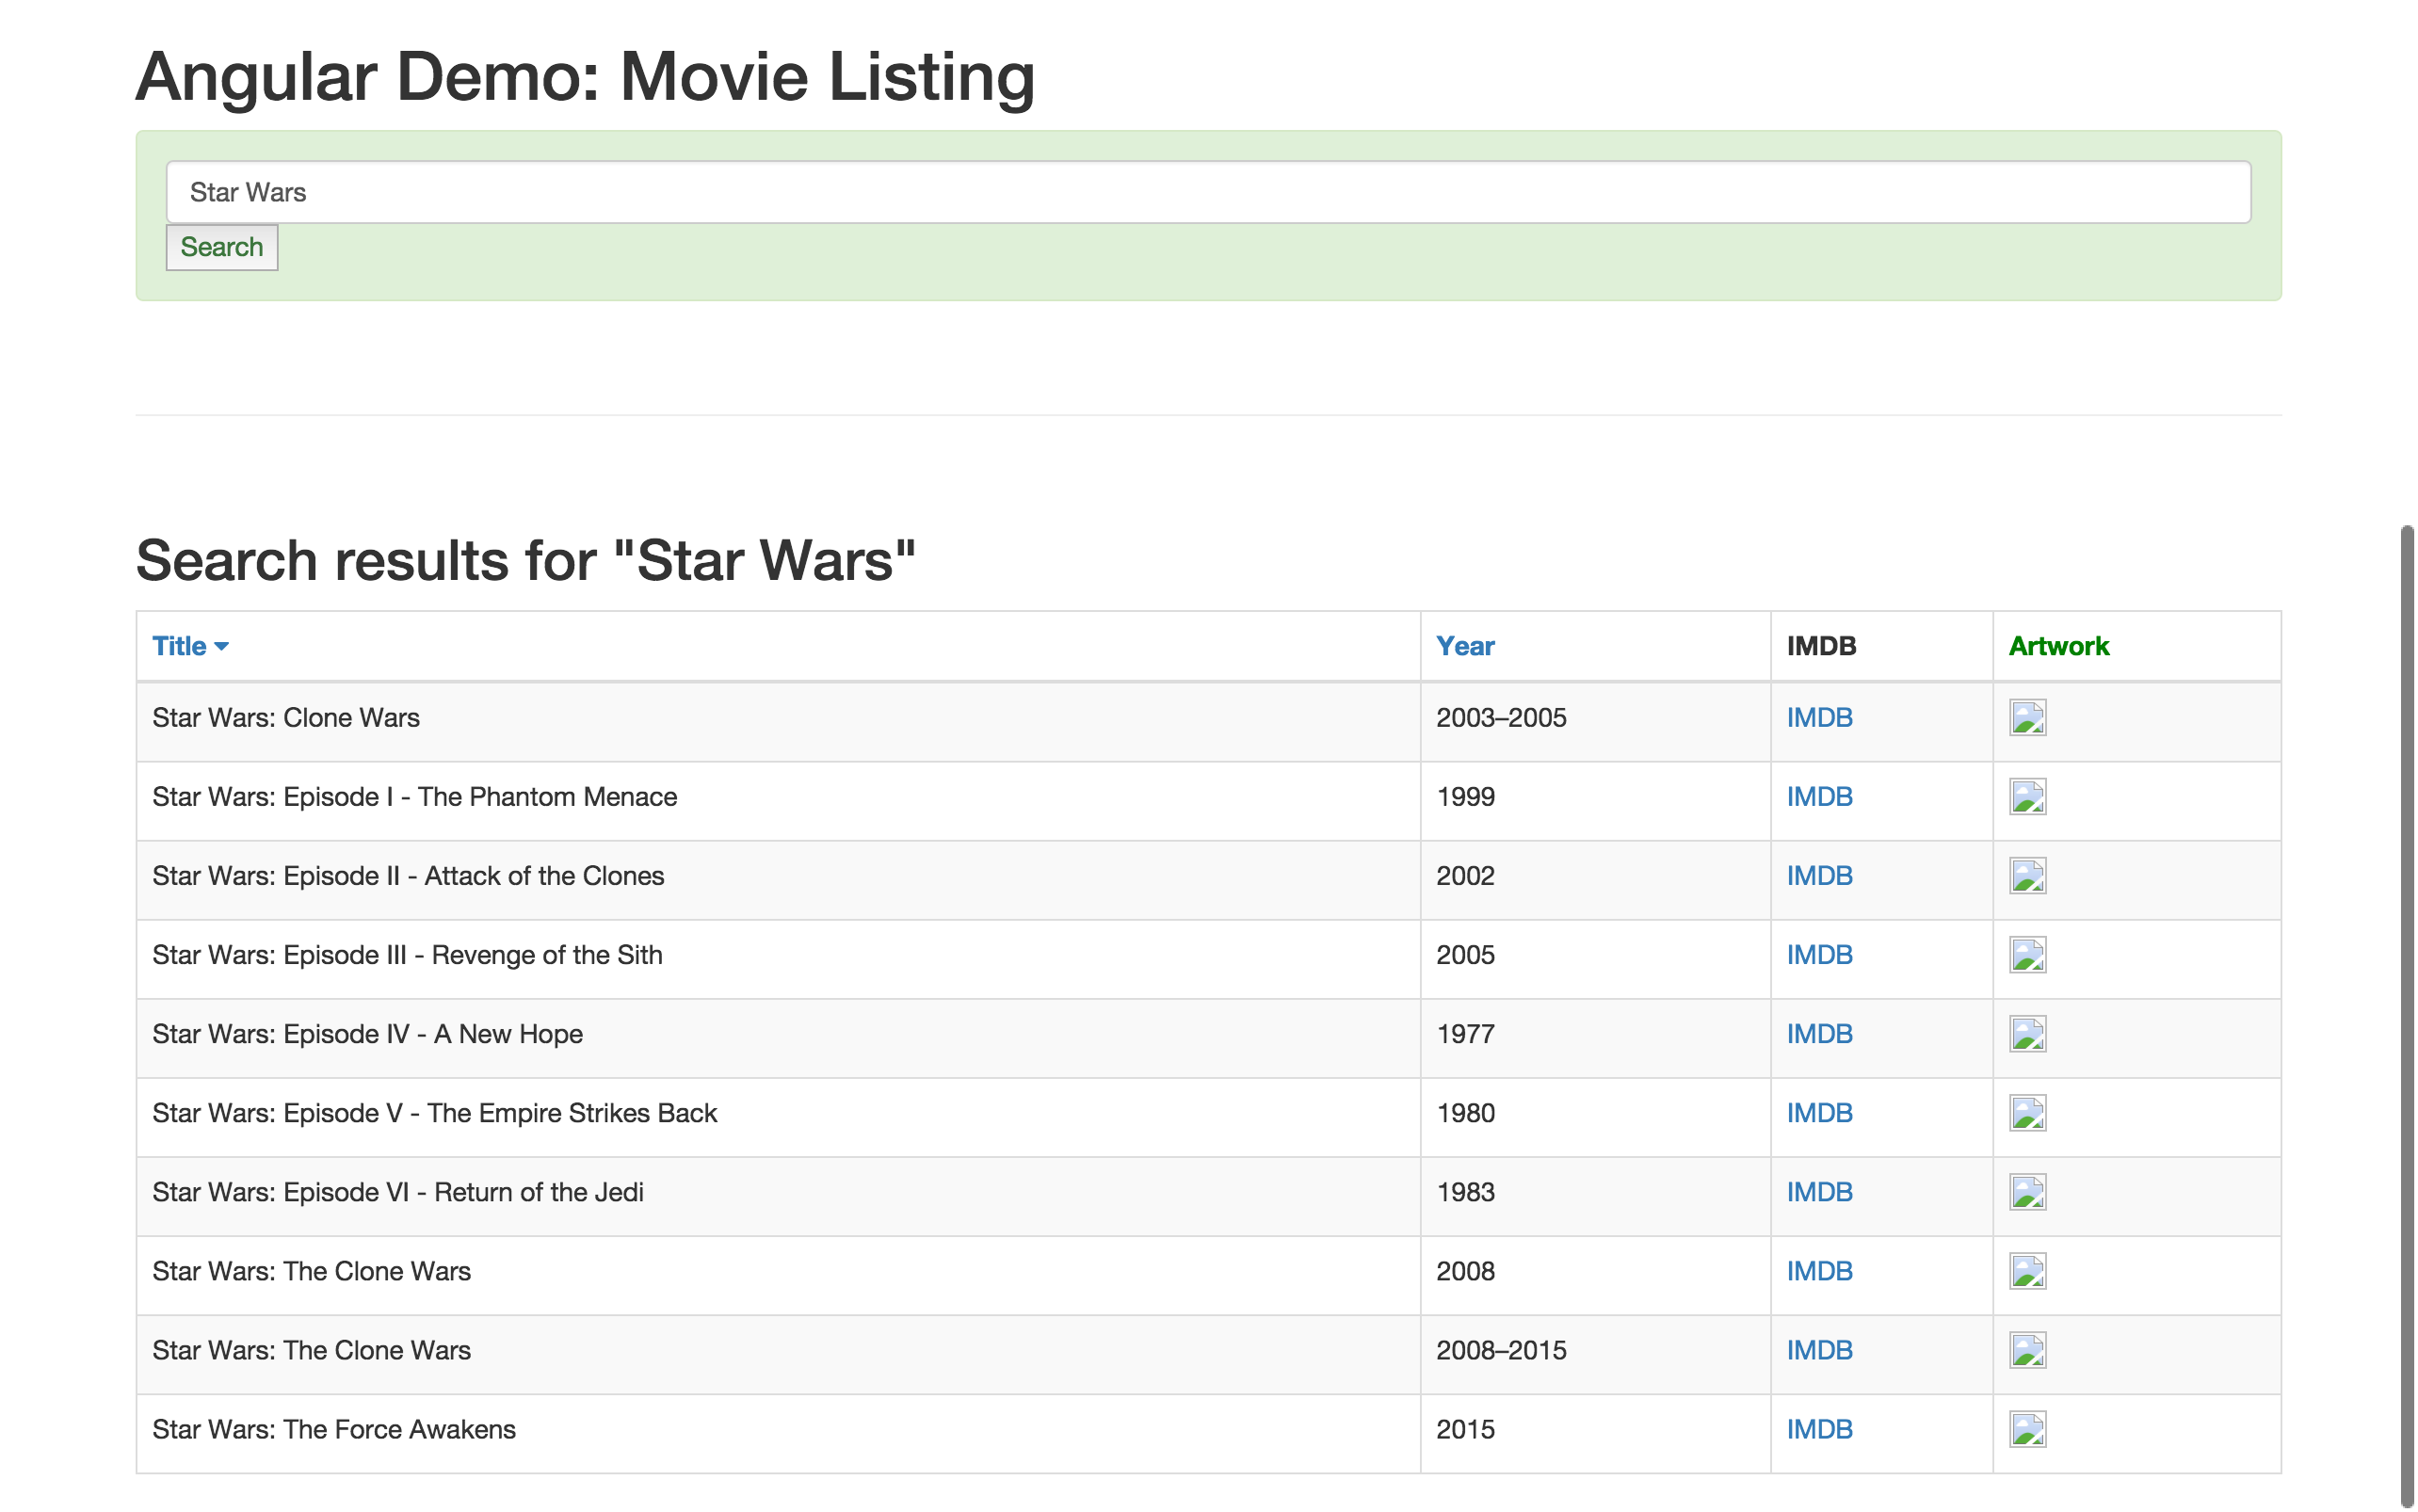 Angular Demo: Movie Listing
Star Wars
Search
Search results for "Star Wars"
Title Year IMDB Artwork
Star Wars: Clone Wars 2003–2005 IMDB
Star Wars: Episode I - The Phantom Menace 1999 IMDB
Star Wars: Episode II - Attack of the Clones 2002 IMDB
Star Wars: Episode III - Revenge of the Sith 2005 IMDB
Star Wars: Episode IV - A New Hope 1977 IMDB
Star Wars: Episode V - The Empire Strikes Back 1980 IMDB
Star Wars: Episode VI - Return of the Jedi 1983 IMDB
Star Wars: The Clone Wars 2008 IMDB
Star Wars: The Clone Wars 2008–2015 IMDB
Star Wars: The Force Awakens 2015 IMDB